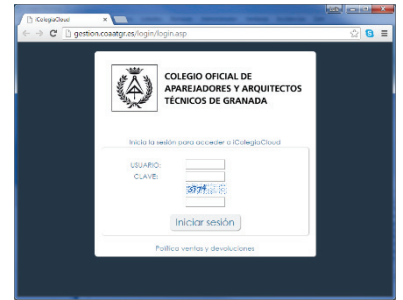 iColegioCloud
gestion.coaatgr.es/login/login.asp
COLEGIO OFICIAL DE
APAREJADORES Y ARQUITECTOS
TÉCNICOS DE GRANADA
Inicia la sesión para acceder a iColegioCloud
USUARIO:
CLAVE:
Iniciar sesión
Política ventas y devoluciones